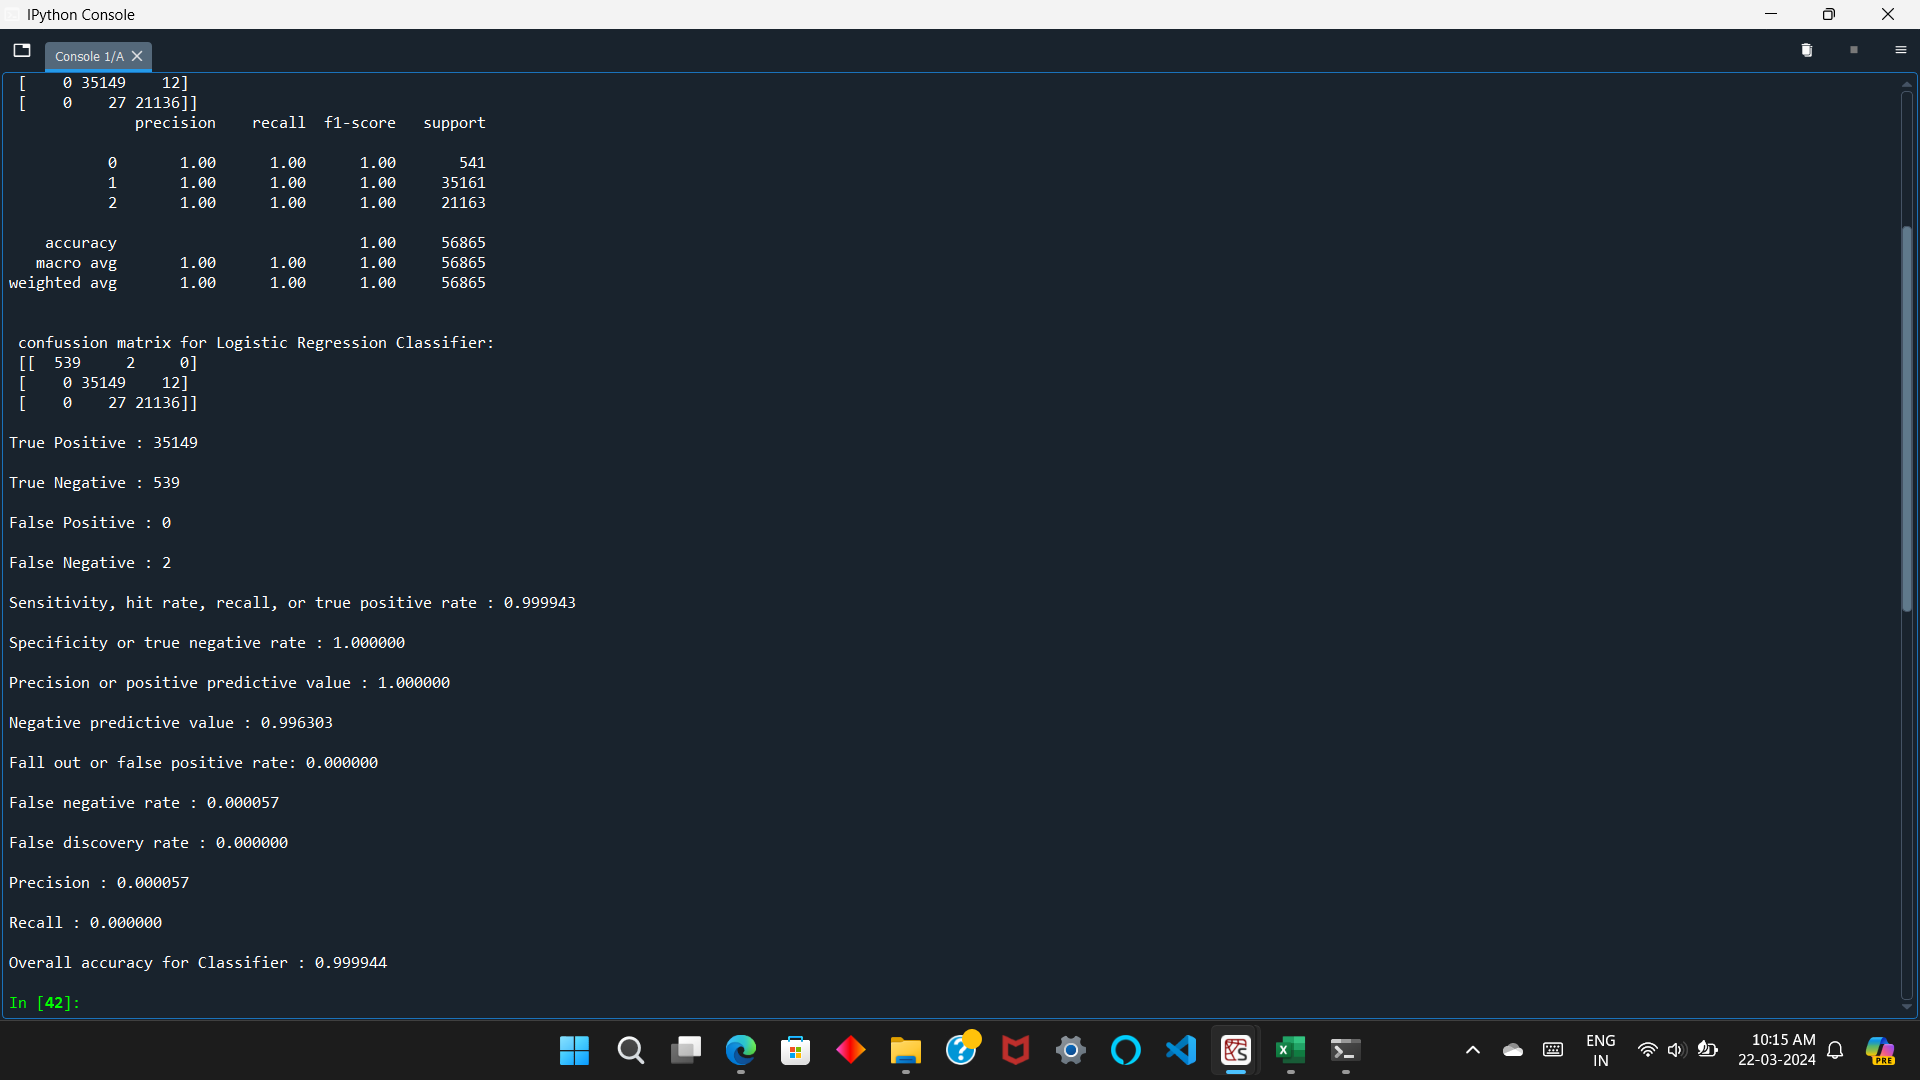 IPython Console
Console 1/A
[    0 35149    12]
[    0    27 21136]]
precision    recall  f1-score   support
0       1.00      1.00      1.00       541
1       1.00      1.00      1.00     35161
2       1.00      1.00      1.00     21163
accuracy                           1.00     56865
macro avg       1.00      1.00      1.00     56865
weighted avg       1.00      1.00      1.00     56865
confussion matrix for Logistic Regression Classifier:
[[  539     2     0]
[    0 35149    12]
[    0    27 21136]]
True Positive : 35149
True Negative : 539
False Positive : 0
False Negative : 2
Sensitivity, hit rate, recall, or true positive rate : 0.999943
Specificity or true negative rate : 1.000000
Precision or positive predictive value : 1.000000
Negative predictive value : 0.996303
Fall out or false positive rate: 0.000000
False negative rate : 0.000057
False discovery rate : 0.000000
Precision : 0.000057
Recall : 0.000000
Overall accuracy for Classifier : 0.999944
In [42]:
ENG
IN
10:15 AM
22-03-2024
PRE